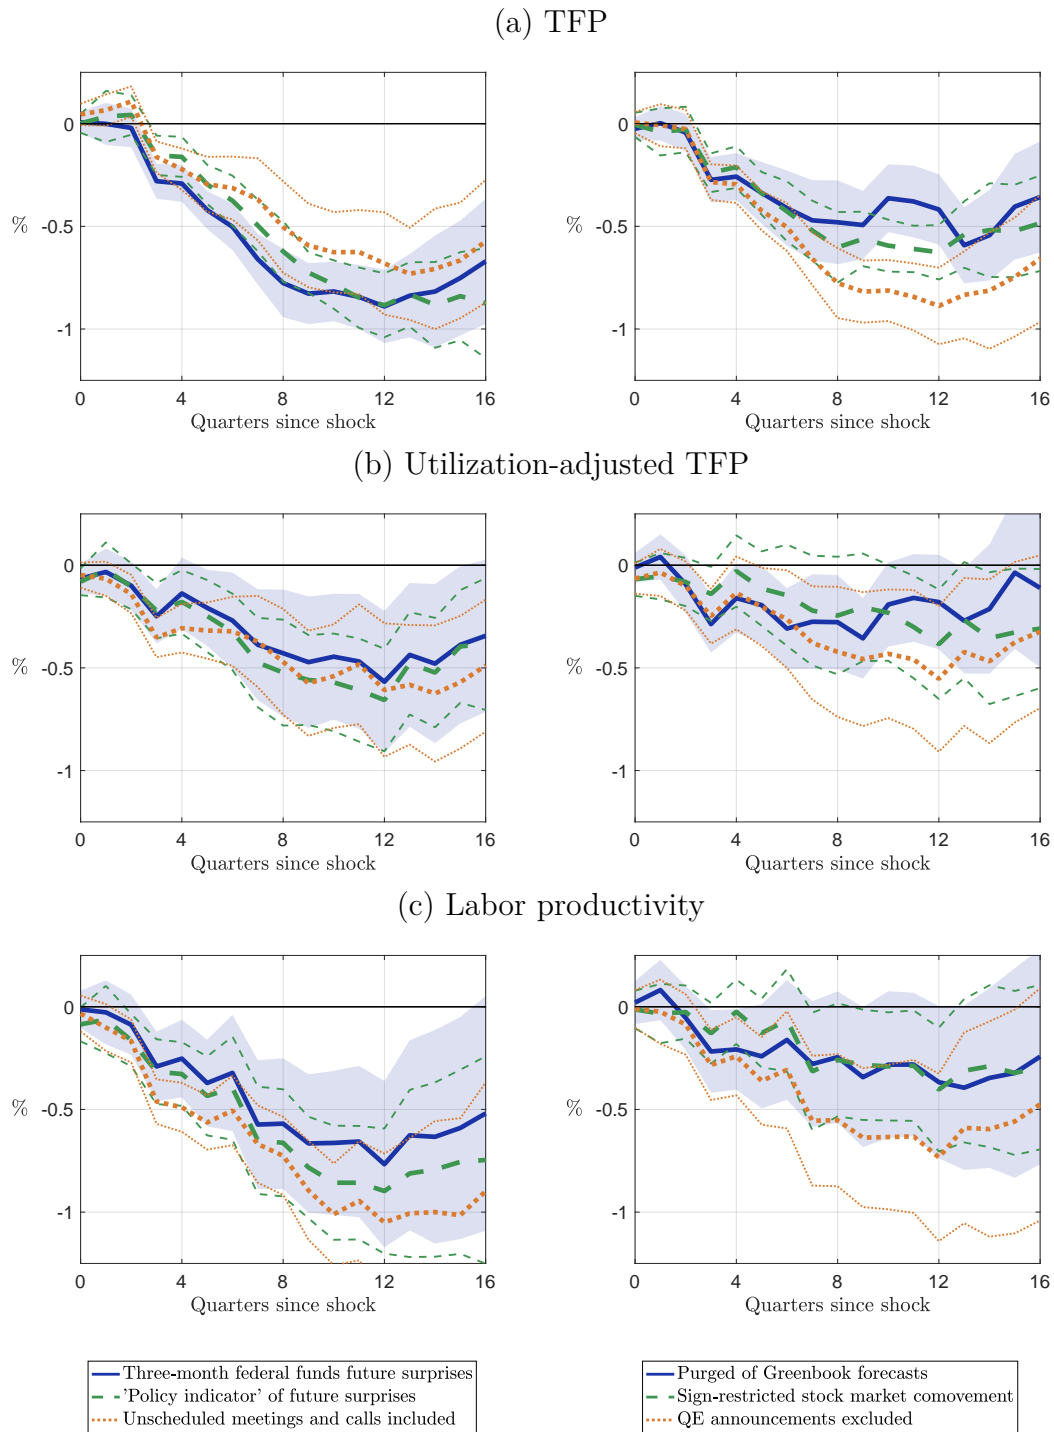 (a) TFP
0
-0.5
-1
%
0 4 8 12 16
Quarters since shock
0
-0.5
-1
%
0 4 8 12 16
Quarters since shock
(b) Utilization-adjusted TFP
0
-0.5
-1
%
0 4 8 12 16
Quarters since shock
0
-0.5
-1
%
0 4 8 12 16
Quarters since shock
(c) Labor productivity
0
-0.5
-1
%
0 4 8 12 16
Quarters since shock
0
-0.5
-1
%
0 4 8 12 16
Quarters since shock
Three-month federal funds future surprises
'Policy indicator' of future surprises
Unscheduled meetings and calls included
Purged of Greenbook forecasts
Sign-restricted stock market comovement
QE announcements excluded